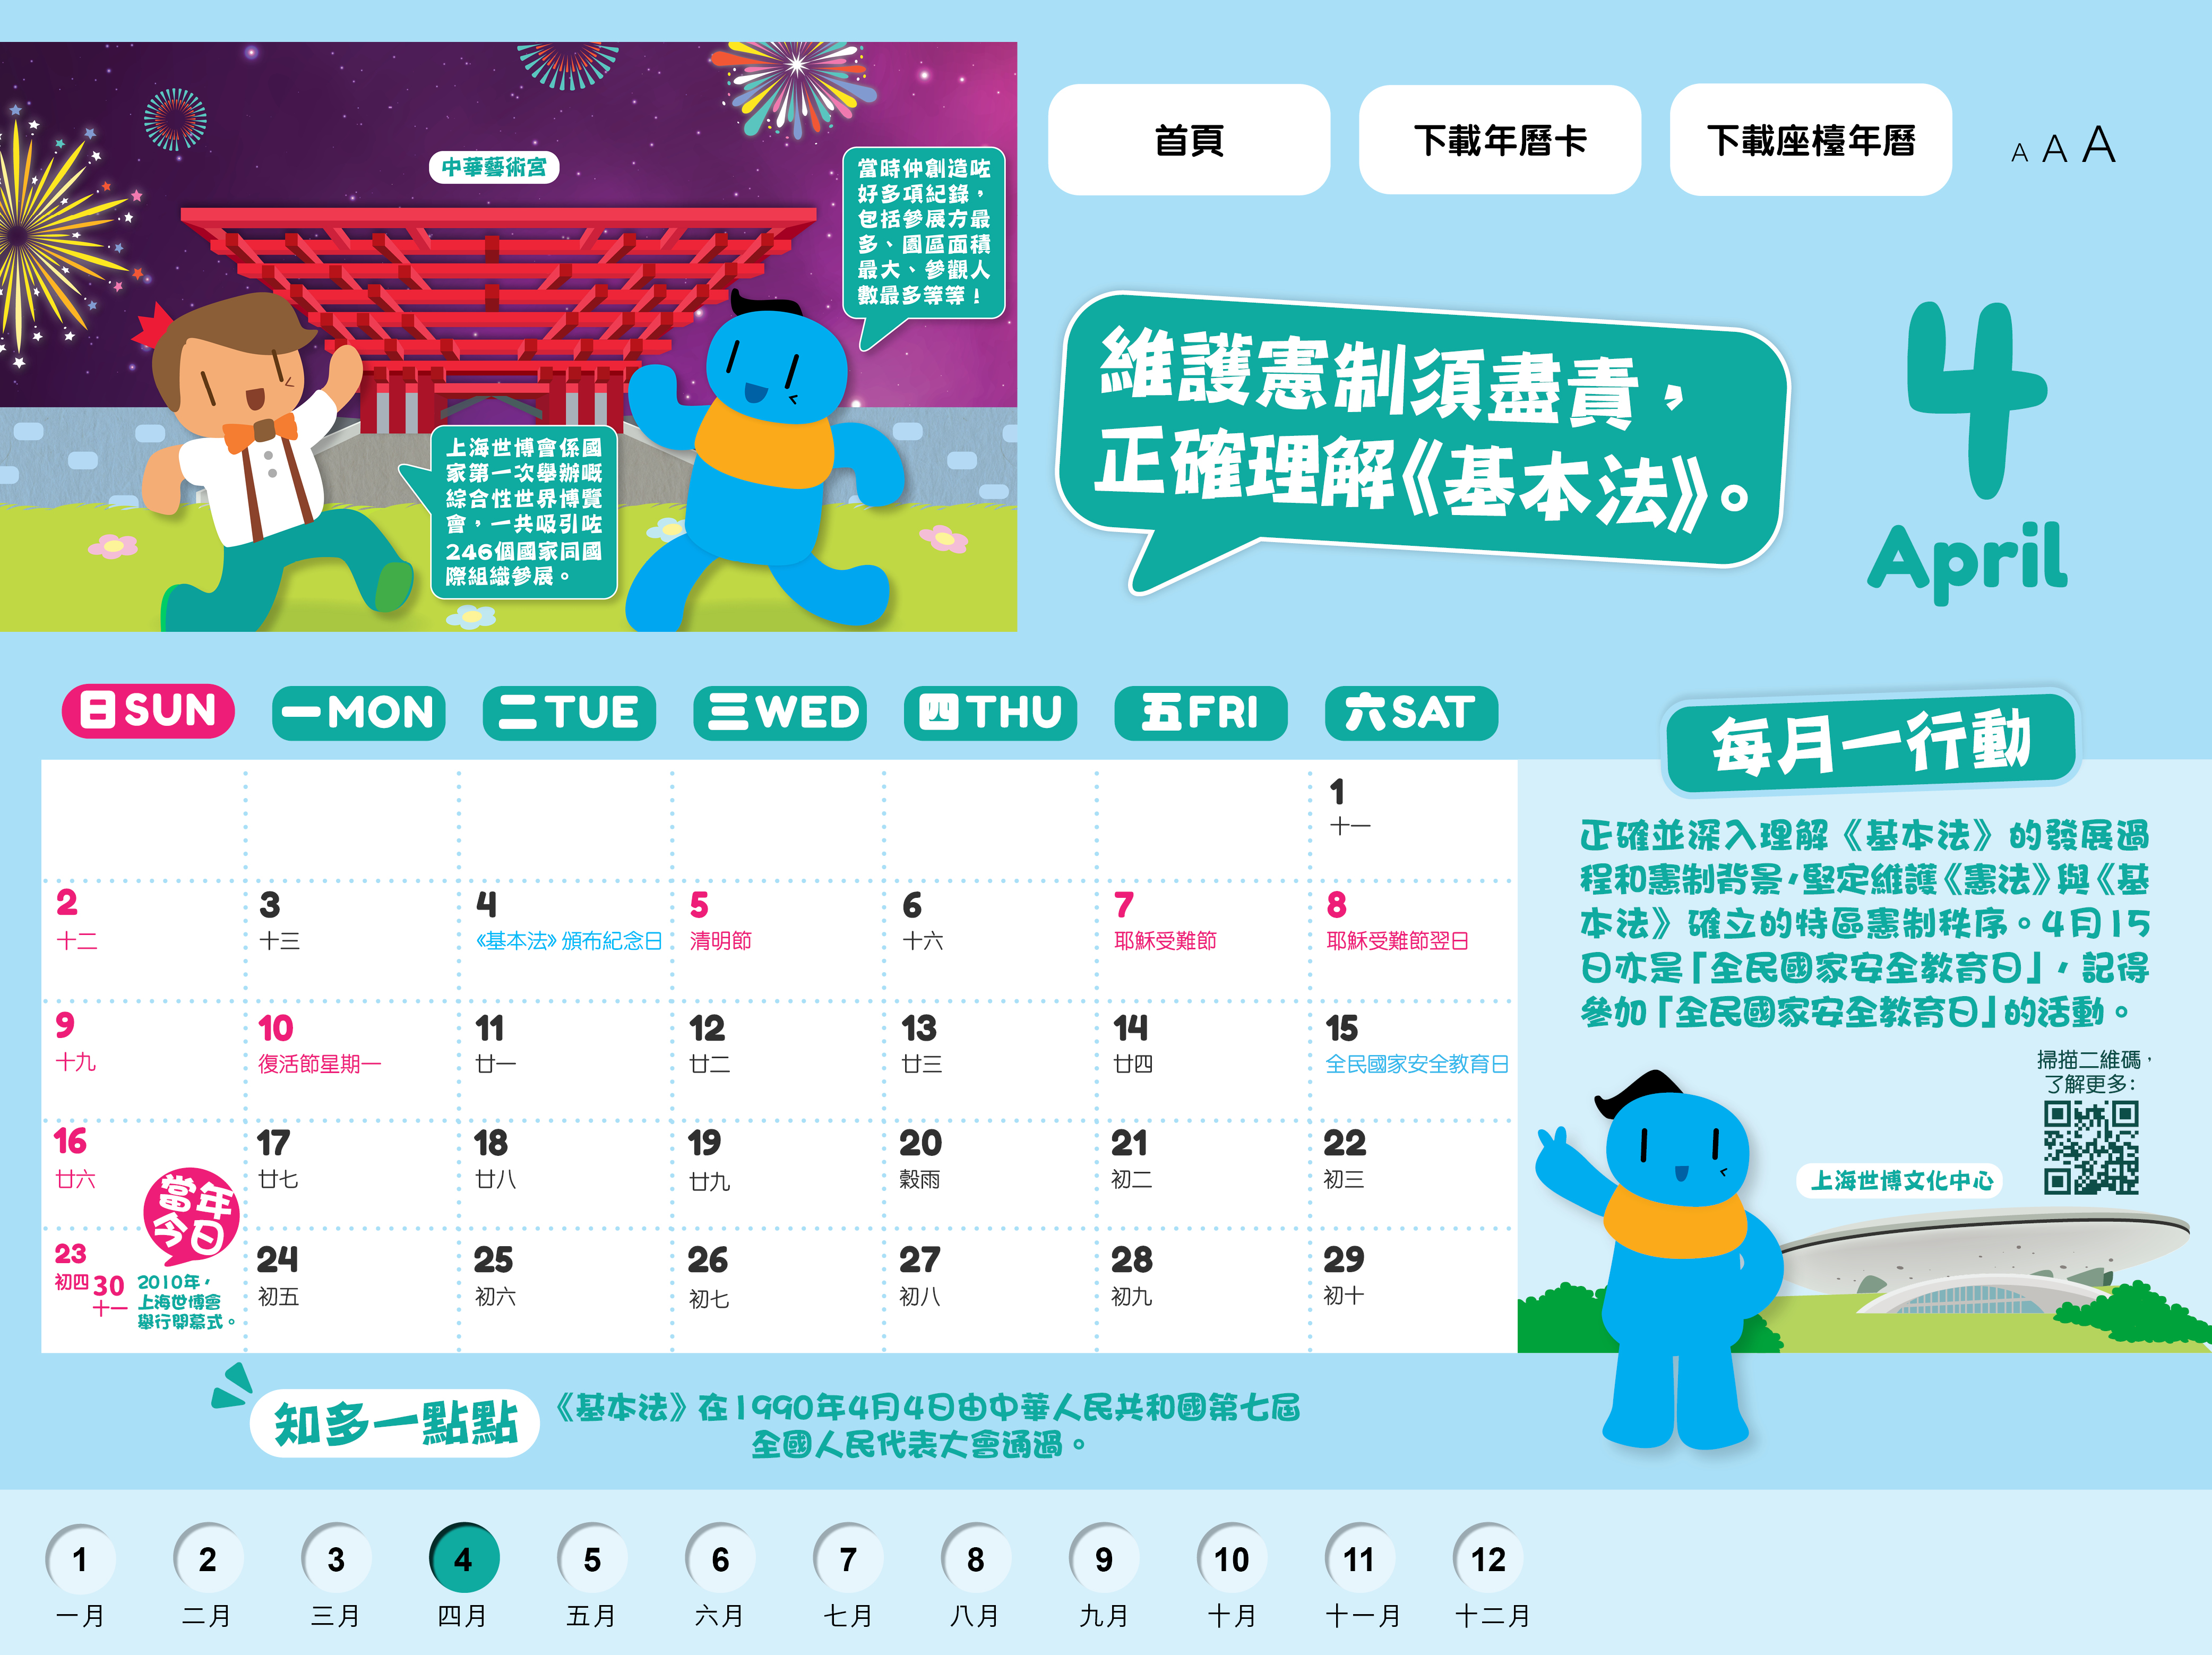 中華藝術宮
當時仲創造咗
好多項紀錄，
包括參展方最
多、園區面積
最大、參觀人
數最多等等！
上海世博會係國
家第一次舉辦嘅
綜合性世界博覽
會，一共吸引咗
246個國家同國
際組織參展。
首頁
下載年曆卡
下載座檯年曆
A A A
維護憲制須盡責，
正確理解《基本法》。
4
April
日SUN 一MON 二TUE 三WED 四THU 五FRI 六SAT
1
十一
2 3 4 5 6 7 8
十二 十三 《基本法》頒布紀念日 清明節 十六 耶穌受難節 耶穌受難節翌日
9 10 11 12 13 14 15
十九 復活節星期一 廿一 廿二 廿三 廿四 全民國家安全教育日
16 17 18 19 20 21 22
廿六 廿七 廿八 廿九 穀雨 初二 初三
23 24 25 26 27 28 29
初四 初五 初六 初七 初八 初九 初十
30
十一
當年
今日
2010年，
上海世博會
舉行開幕式。
每月一行動
正確並深入理解《基本法》的發展過
程和憲制背景，堅定維護《憲法》與《基
本法》確立的特區憲制秩序。4月15
日亦是「全民國家安全教育日」，記得
參加「全民國家安全教育日」的活動。
掃描二維碼，
了解更多：
上海世博文化中心
知多一點點
《基本法》在1990年4月4日由中華人民共和國第七屆
全國人民代表大會通過。
1 2 3 4 5 6 7 8 9 10 11 12
一月 二月 三月 四月 五月 六月 七月 八月 九月 十月 十一月 十二月